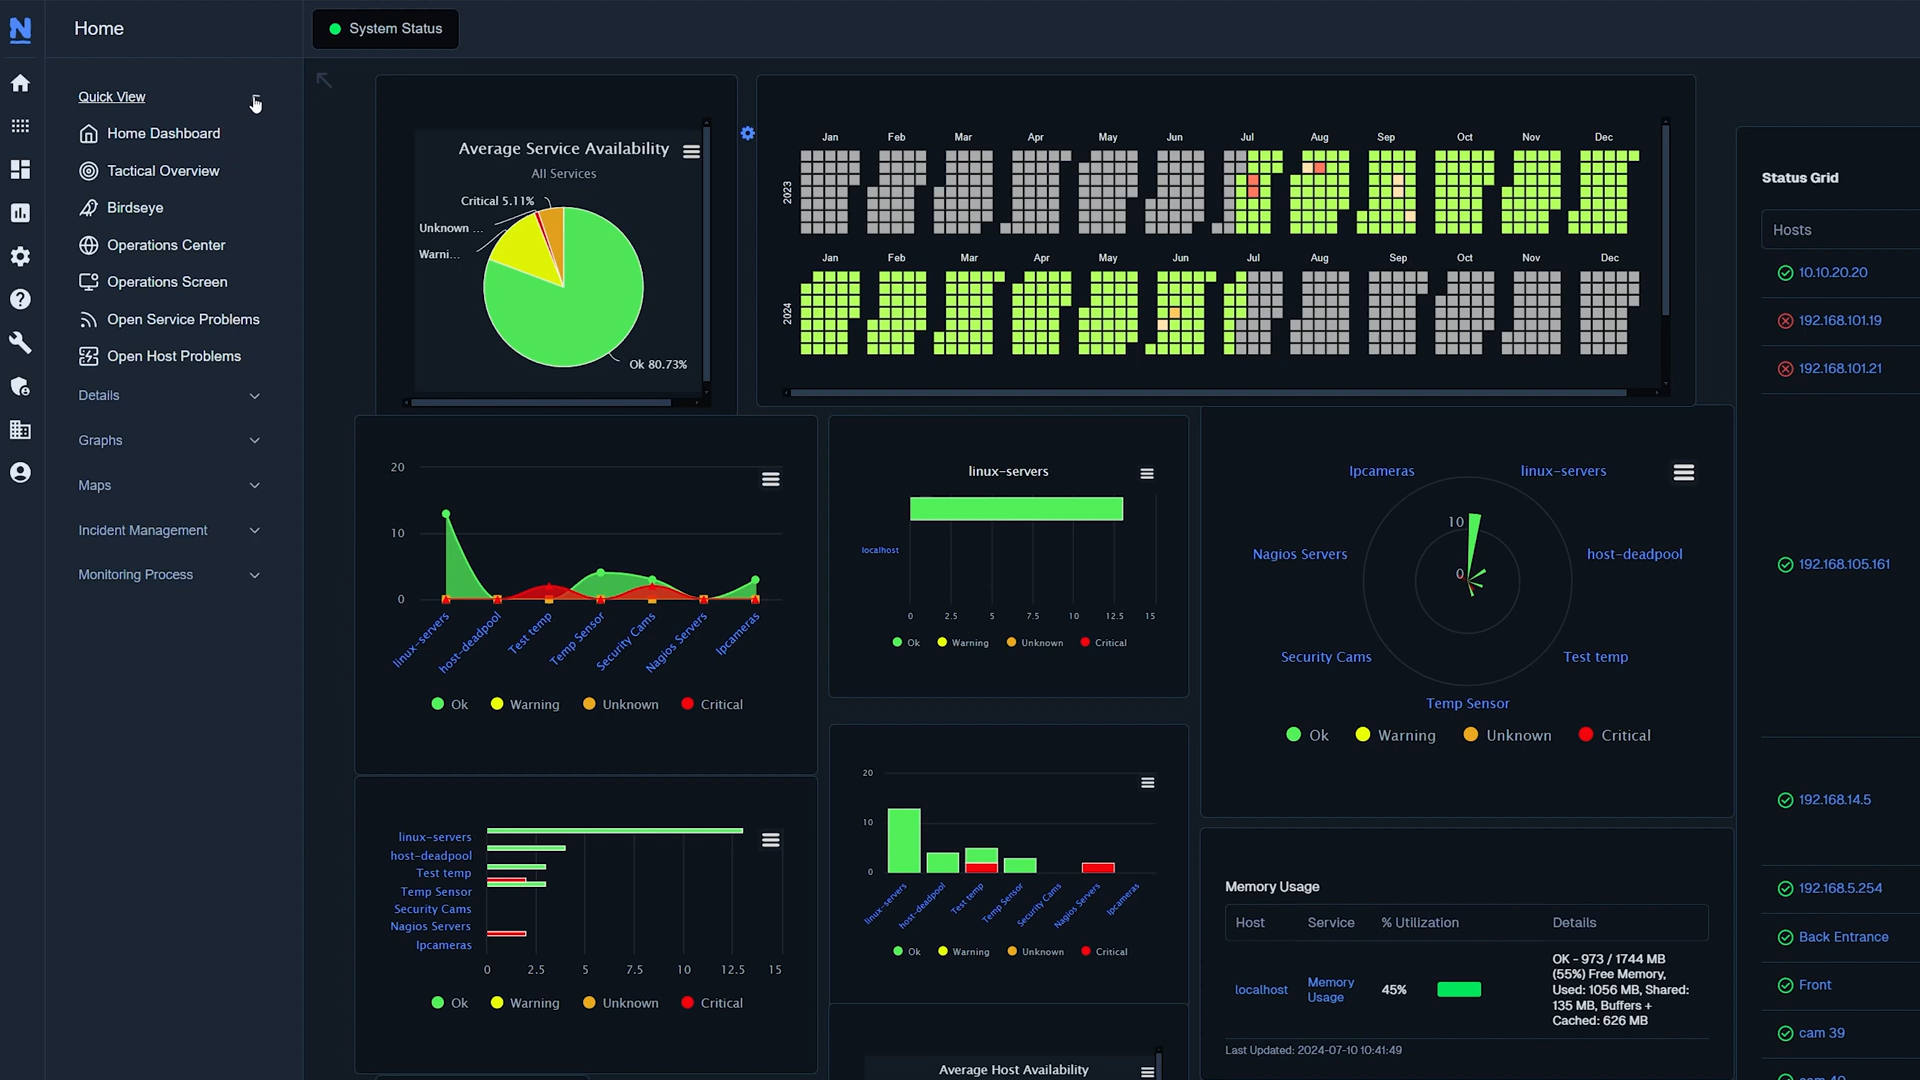 Home
System Status
Quick View
Home Dashboard
Tactical Overview
Birdseye
Operations Center
Operations Screen
Open Service Problems
Open Host Problems
Details
Graphs
Maps
Incident Management
Monitoring Process
Average Service Availability
All Services
Critical 5.11%
Unknown ...
Warni...
Ok 80.73%
Jan Feb Mar Apr May Jun Jul Aug Sep Oct Nov Dec
2023
Jan Feb Mar Apr May Jun Jul Aug Sep Oct Nov Dec
2024
20
10
0
linux-servers host-deadpool Test temp Temp Sensor Security Cams Nagios Servers Ipcameras
Ok Warning Unknown Critical
linux-servers
localhost
0 2.5 5 7.5 10 12.5 15
Ok Warning Unknown Critical
Ipcameras linux-servers
10
Nagios Servers host-deadpool
0
Security Cams Test temp
Temp Sensor
Ok Warning Unknown Critical
linux-servers
host-deadpool
Test temp
Temp Sensor
Security Cams
Nagios Servers
Ipcameras
0 2.5 5 7.5 10 12.5 15
Ok Warning Unknown Critical
20
10
0
linux-servers host-deadpool Test temp Temp Sensor Security Cams Nagios Servers Ipcameras
Ok Warning Unknown Critical
Average Host Availability
Memory Usage
Host Service % Utilization Details
localhost
Memory
Usage
45%
OK - 973 / 1744 MB
(55%) Free Memory,
Used: 1056 MB, Shared:
135 MB, Buffers +
Cached: 626 MB
Last Updated: 2024-07-10 10:41:49
Status Grid
Hosts
10.10.20.20
192.168.101.19
192.168.101.21
192.168.105.161
192.168.14.5
192.168.5.254
Back Entrance
Front
cam 39